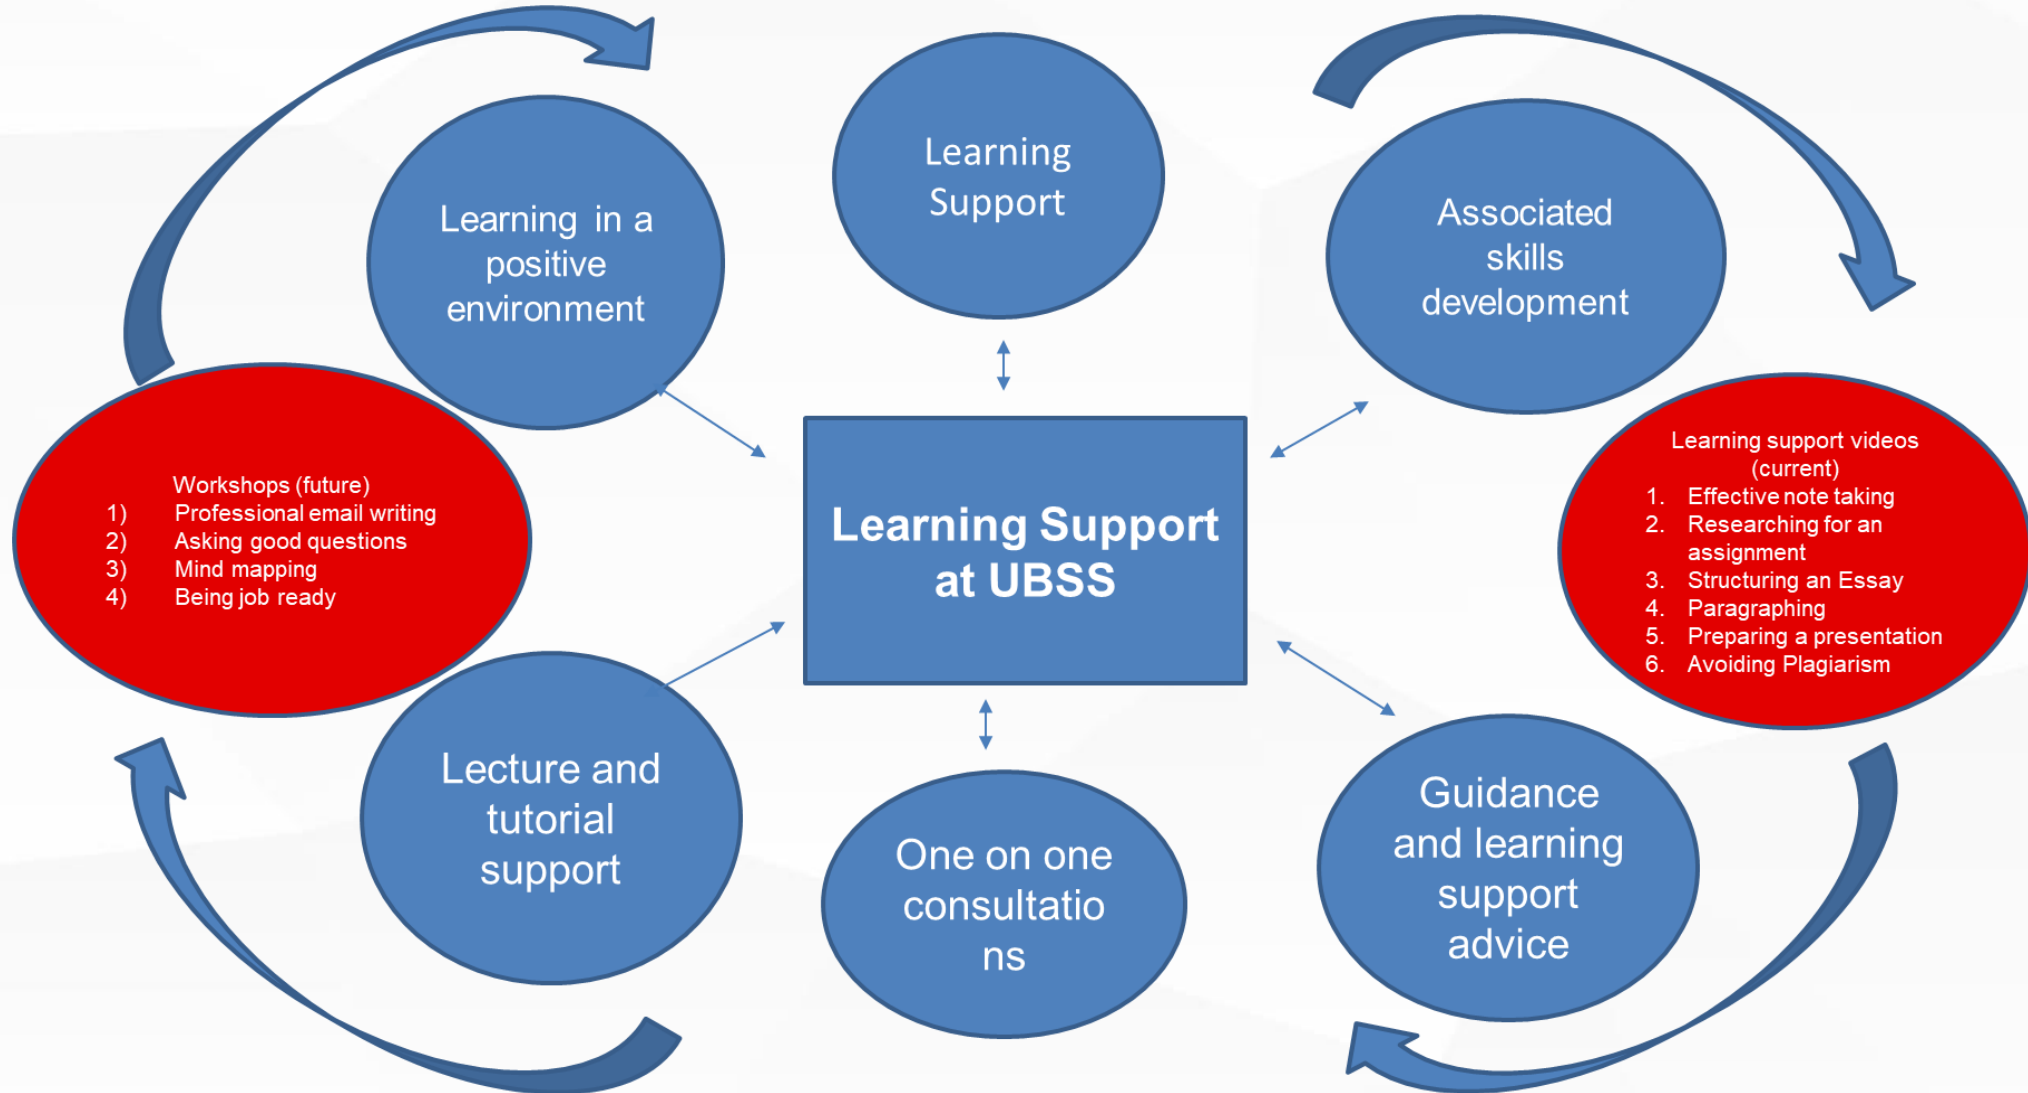 Learning
Support
Learning in a
positive
environment
Associated
skills
development
Workshops (future)
1) Professional email writing
2) Asking good questions
3) Mind mapping
4) Being job ready
Learning Support
at UBSS
Learning support videos
(current)
1. Effective note taking
2. Researching for an
assignment
3. Structuring an Essay
4. Paragraphing
5. Preparing a presentation
6. Avoiding Plagiarism
Lecture and
tutorial
support
One on one
consultatio
ns
Guidance
and learning
support
advice